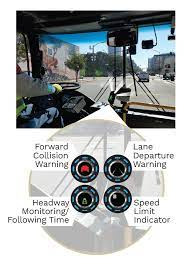 Forward
Collision
Warning
Lane
Departure
Warning
Headway
Monitoring/
Following Time
Speed
Limit
Indicator